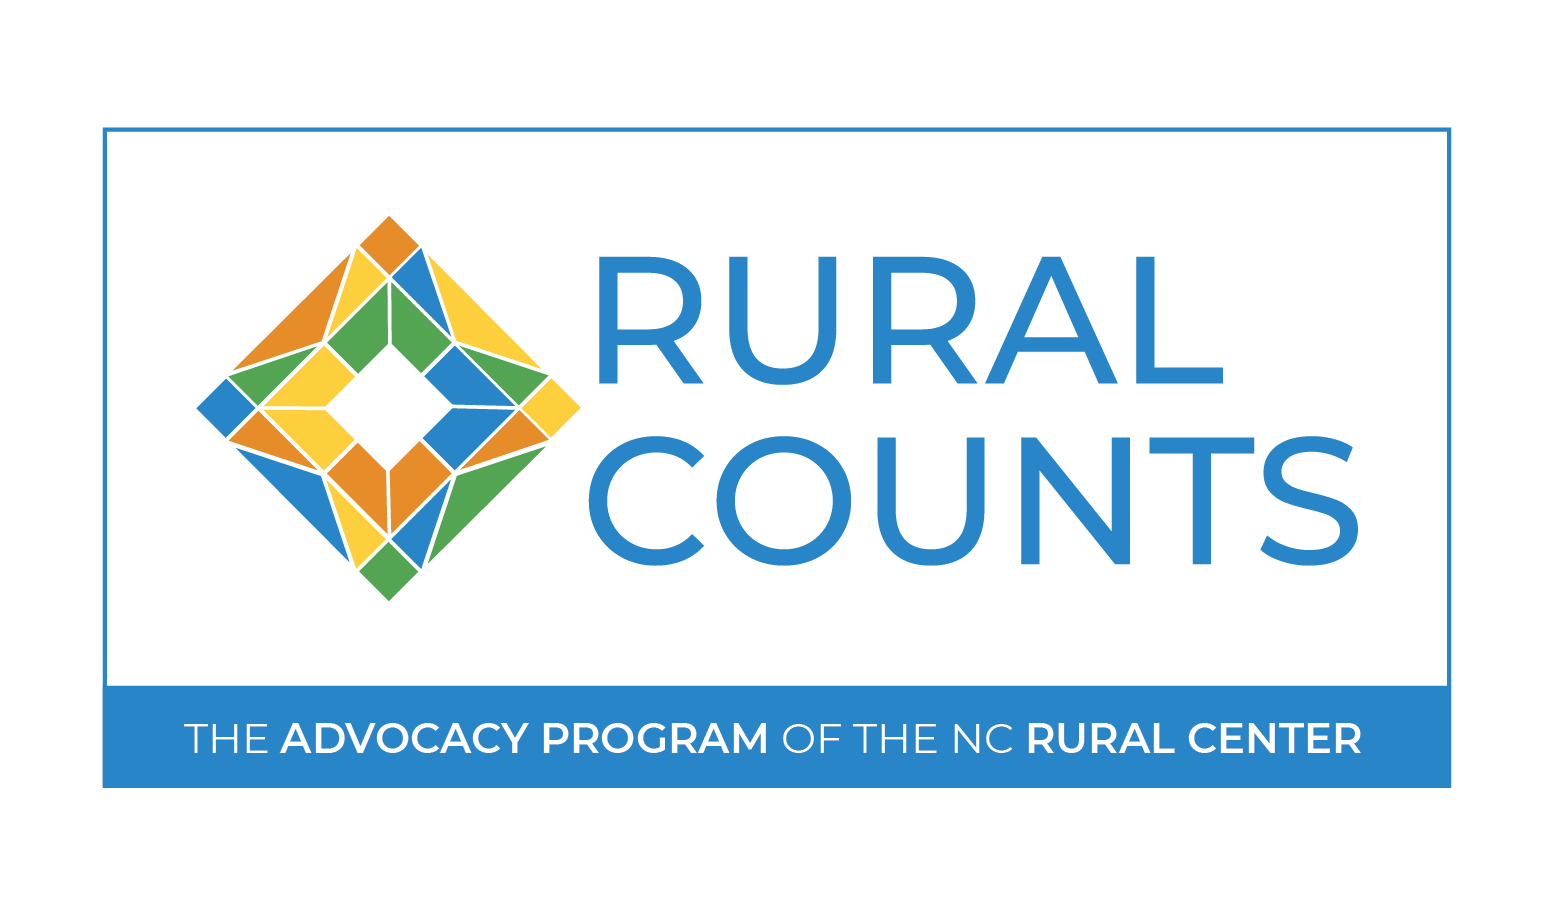 RURAL
COUNTS
THE ADVOCACY PROGRAM OF THE NC RURAL CENTER